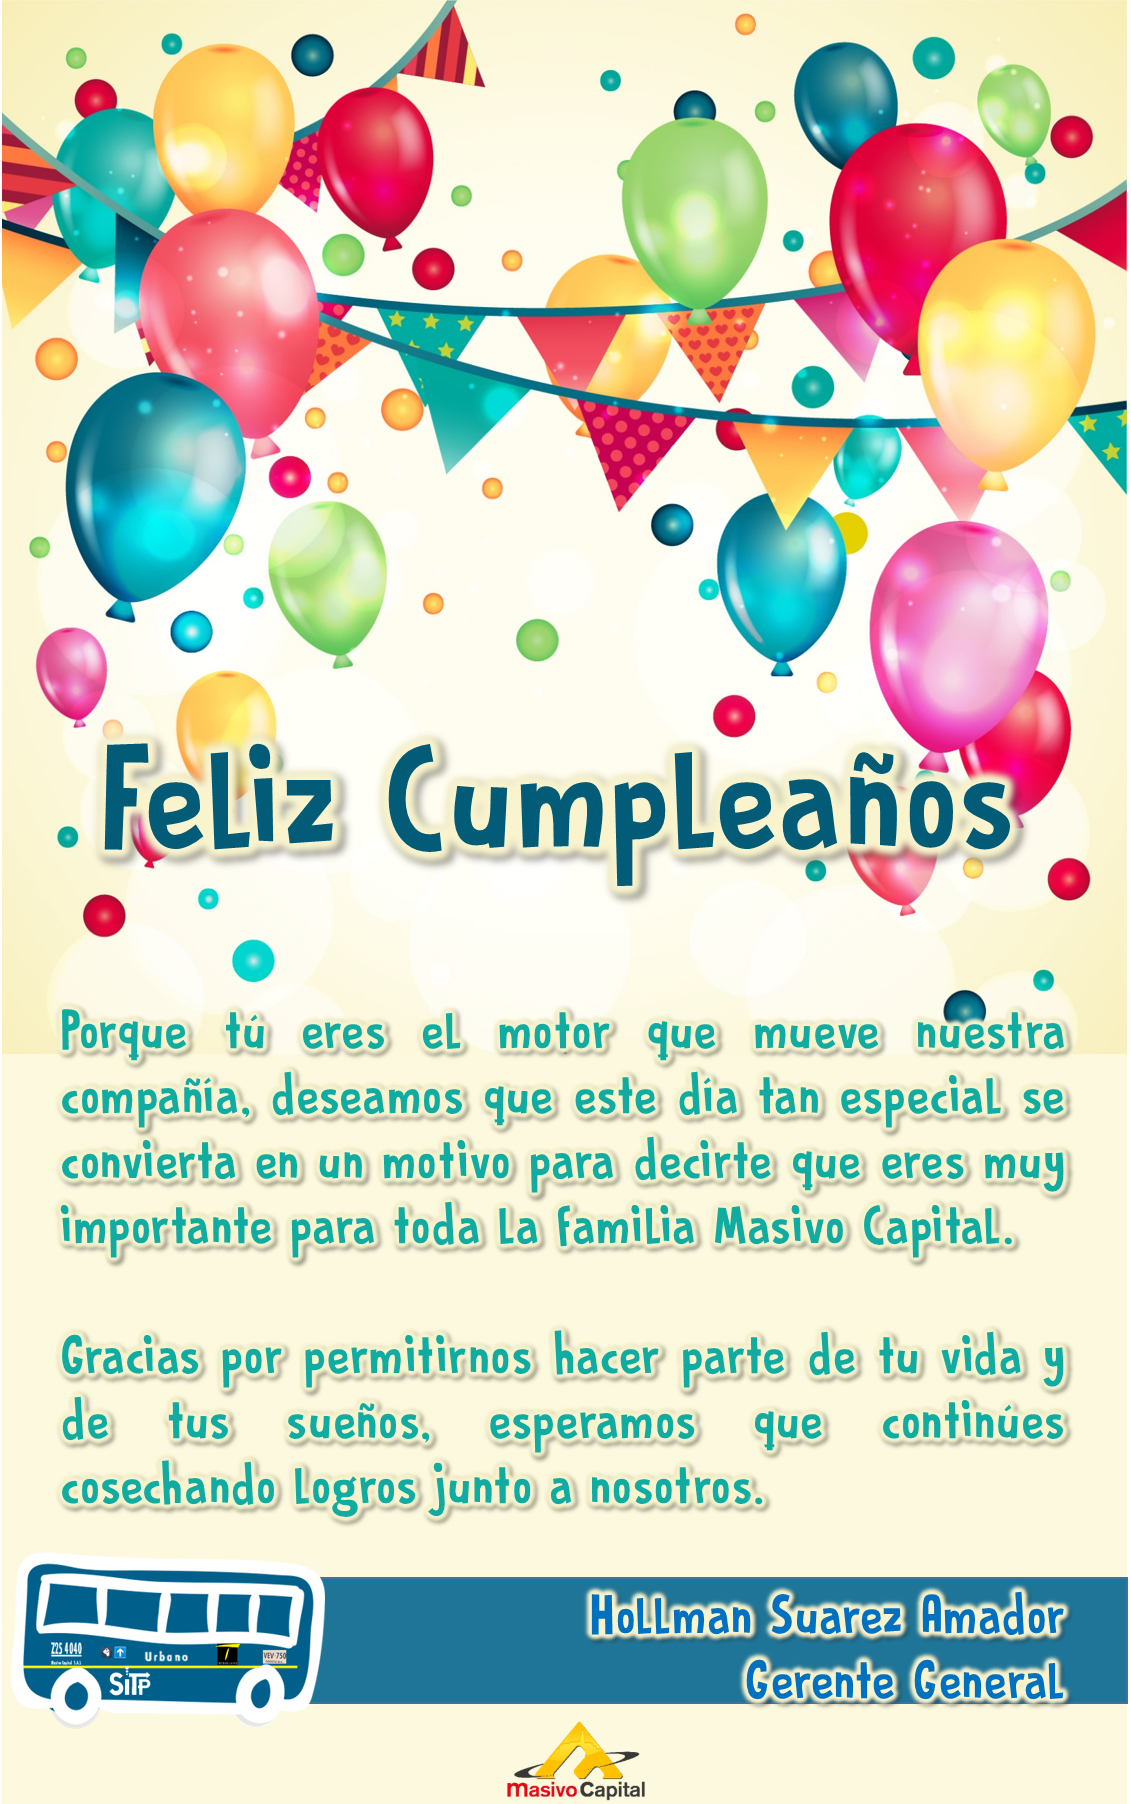 Feliz Cumpleaños
Porque tú eres el motor que mueve nuestra
compañía, deseamos que este día tan especial se
convierta en un motivo para decirte que eres muy
importante para toda la familia Masivo Capital.
Gracias por permitirnos hacer parte de tu vida y
de tus sueños, esperamos que continúes
cosechando logros junto a nosotros.
Hollman Suarez Amador
Gerente General
Z25 4040
Masivo Capital S.A.S
Urbano
VEV-750
SiTP
Masivo Capital